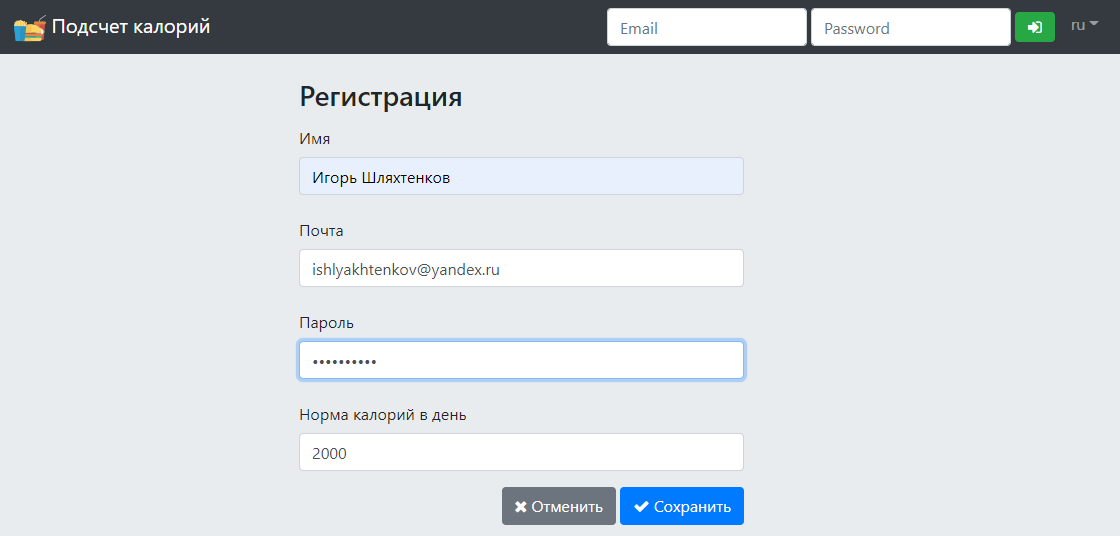 Подсчет калорий
Email
Password
ru
Регистрация
Имя
Игорь Шляхтенков
Почта
ishlyakhtenkov@yandex.ru
Пароль
••••••••••
Норма калорий в день
2000
Отменить
Сохранить